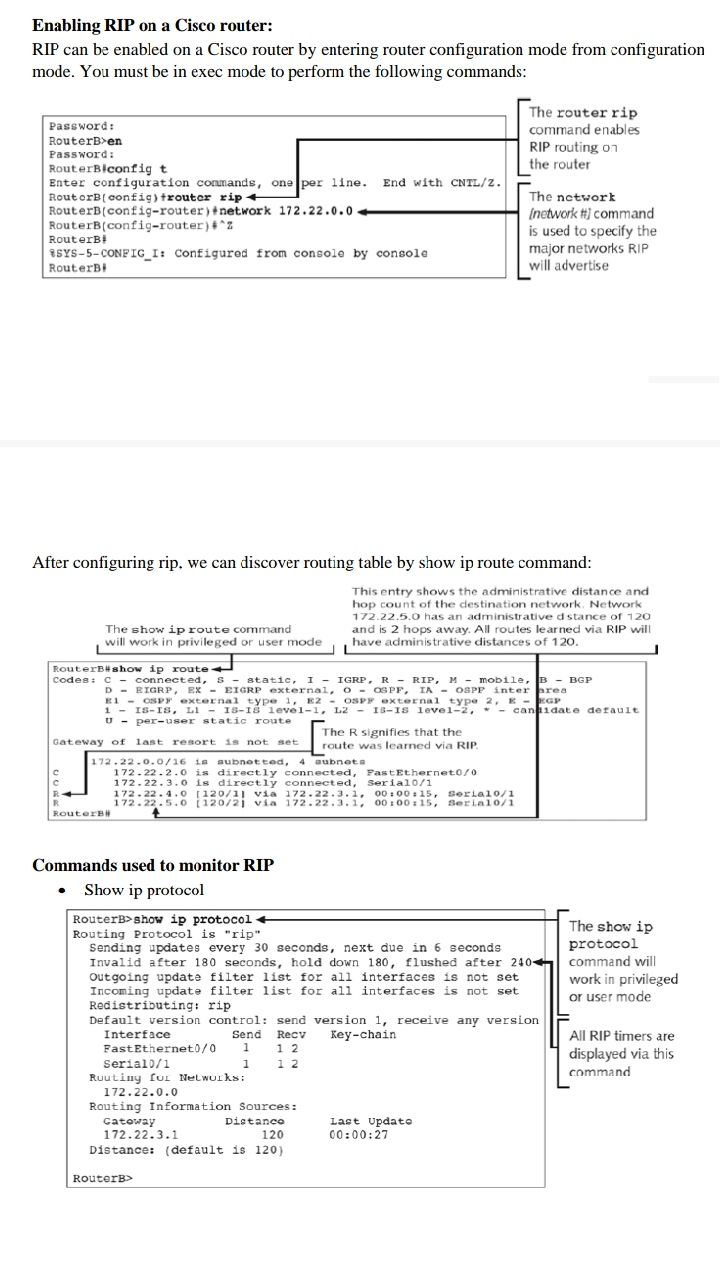 Enabling RIP on a Cisco router:
RIP can be enabled on a Cisco router by entering router configuration mode from configuration
mode. You must be in exec mode to perform the following commands:
Password:
RouterB>en
Password:
RouterB#config t
Enter configuration commands, one per line. End with CNTL/Z.
RouterB(config)#router rip
RouterB(config-router)#network 172.22.0.0
RouterB(config-router)#^Z
RouterB#
%SYS-5-CONFIG_I: Configured from console by console
RouterB#
The router rip
command enables
RIP routing on
the router
The network
[network #] command
is used to specify the
major networks RIP
will advertise
After configuring rip, we can discover routing table by show ip route command:
The show ip route command
will work in privileged or user mode
This entry shows the administrative distance and
hop count of the destination network. Network
172.22.5.0 has an administrative distance of 120
and is 2 hops away. All routes learned via RIP will
have administrative distances of 120.
RouterB#show ip route
Codes: C - connected, S - static, I - IGRP, R - RIP, M - mobile, B - BGP
D - EIGRP, EX - EIGRP external, O - OSPF, IA - OSPF inter area
E1 - OSPF external type 1, E2 - OSPF external type 2, E - EGP
i - IS-IS, L1 - IS-IS level-1, L2 - IS-IS level-2, * - candidate default
U - per-user static route
The R signifies that the
route was learned via RIP.
Gateway of last resort is not set
172.22.0.0/16 is subnetted, 4 subnets
C 172.22.2.0 is directly connected, FastEthernet0/0
C 172.22.3.0 is directly connected, Serial0/1
R 172.22.4.0 [120/1] via 172.22.3.1, 00:00:15, Serial0/1
R 172.22.5.0 [120/2] via 172.22.3.1, 00:00:15, Serial0/1
RouterB#
Commands used to monitor RIP
• Show ip protocol
RouterB>show ip protocol
Routing Protocol is "rip"
Sending updates every 30 seconds, next due in 6 seconds
Invalid after 180 seconds, hold down 180, flushed after 240
Outgoing update filter list for all interfaces is not set
Incoming update filter list for all interfaces is not set
Redistributing: rip
Default version control: send version 1, receive any version
Interface Send Recv Key-chain
FastEthernet0/0 1 1 2
Serial0/1 1 1 2
Routing for Networks:
172.22.0.0
Routing Information Sources:
Gateway Distance Last Update
172.22.3.1 120 00:00:27
Distance: (default is 120)
RouterB>
The show ip
protocol
command will
work in privileged
or user mode
All RIP timers are
displayed via this
command